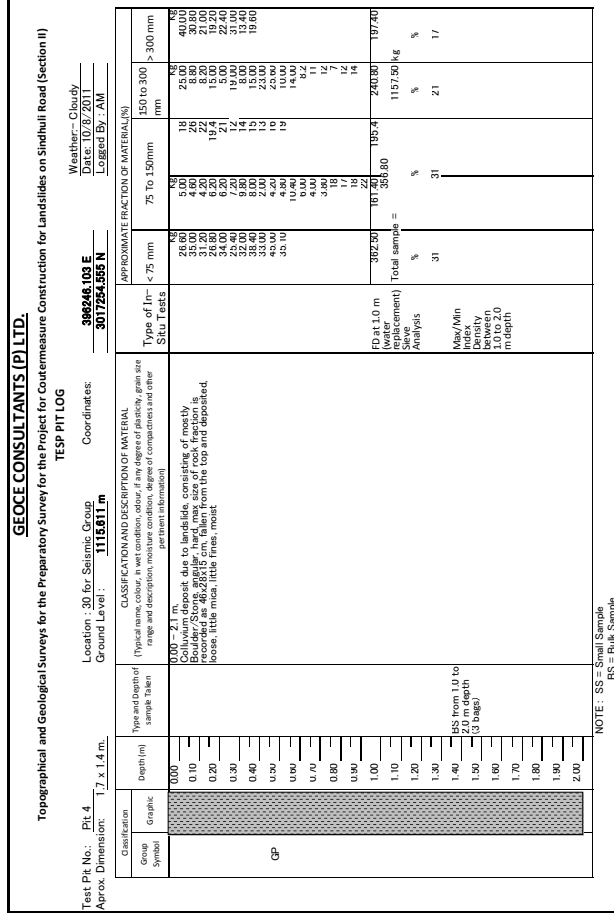 GEOCE CONSULTANTS (P) LTD.
Topographical and Geological Surveys for the Preparatory Survey for the Project for Coutermeasure Construction for Landslides on Sindhuli Road (Section II)
TESP PIT LOG
Weather:- Cloudy
Test Pit No.: Pit 4 Location : 30 for Seismic Group Coordinates: 396246.103 E Date: 10/8/2011
Aprox. Dimension: 1.7 x 1.4 m. Ground Level : 1115.611 m 3017254.555 N Logged By : AM
Classification
Group Symbol
Graphic
Depth (m)
Type and Depth of sample Taken
CLASSIFICATION AND DESCRIPTION OF MATERIAL
(Typical name, colour, in wet condition, odour, if any degree of plasticity, grain size
range and description, moisture condition, degree of compactness and other
pertinent information)
Type of In-Situ Tests
APPROXIMATE FRACTION OF MATERIAL,(%)
< 75 mm 75 To 150mm 150 to 300 mm > 300 mm
GP
0.00
0.10
0.20
0.30
0.40
0.50
0.60
0.70
0.80
0.90
1.00
1.10
1.20
1.30
1.40
1.50
1.60
1.70
1.80
1.90
2.00
BS from 1.0 to
2.0 m depth
(3 bags)
0.00 - 2.1 m,
Colluvium deposit due to landslide, consisting of mostly
Boulder/Stone, angular, hard, max size of rock fraction is
recorded as 46x28x15 cm, fallen from the top and deposited,
loose, little mica, little fines, moist
FD at 1.0 m
(water
replacement)
Sieve
Analysis
Max/Min
Index
Density
between
1.0 to 2.0
m depth
Kg Kg Kg Kg
26.60 5.00 18 25.00 40.00
35.00 4.60 26 8.80 30.80
31.20 4.20 22 8.20 21.00
26.80 6.20 19.4 15.00 19.20
34.00 6.20 21 5.00 22.40
25.40 7.20 12 19.00 31.00
32.00 9.80 14 8.00 13.40
38.40 8.00 15 15.00 19.60
33.00 2.00 13 23.00
45.00 4.20 16 25.60
35.10 4.80 19 10.00
10.40 14.00
6.00 8.2
4.00 11
3.80 12
18 7
17 12
18 14
22
362.50 161.40 195.4 240.80 197.40
356.80
Total sample = 1157.50 kg
% % % %
31 31 21 17
NOTE : SS = Small Sample
BS = Bulk Sample